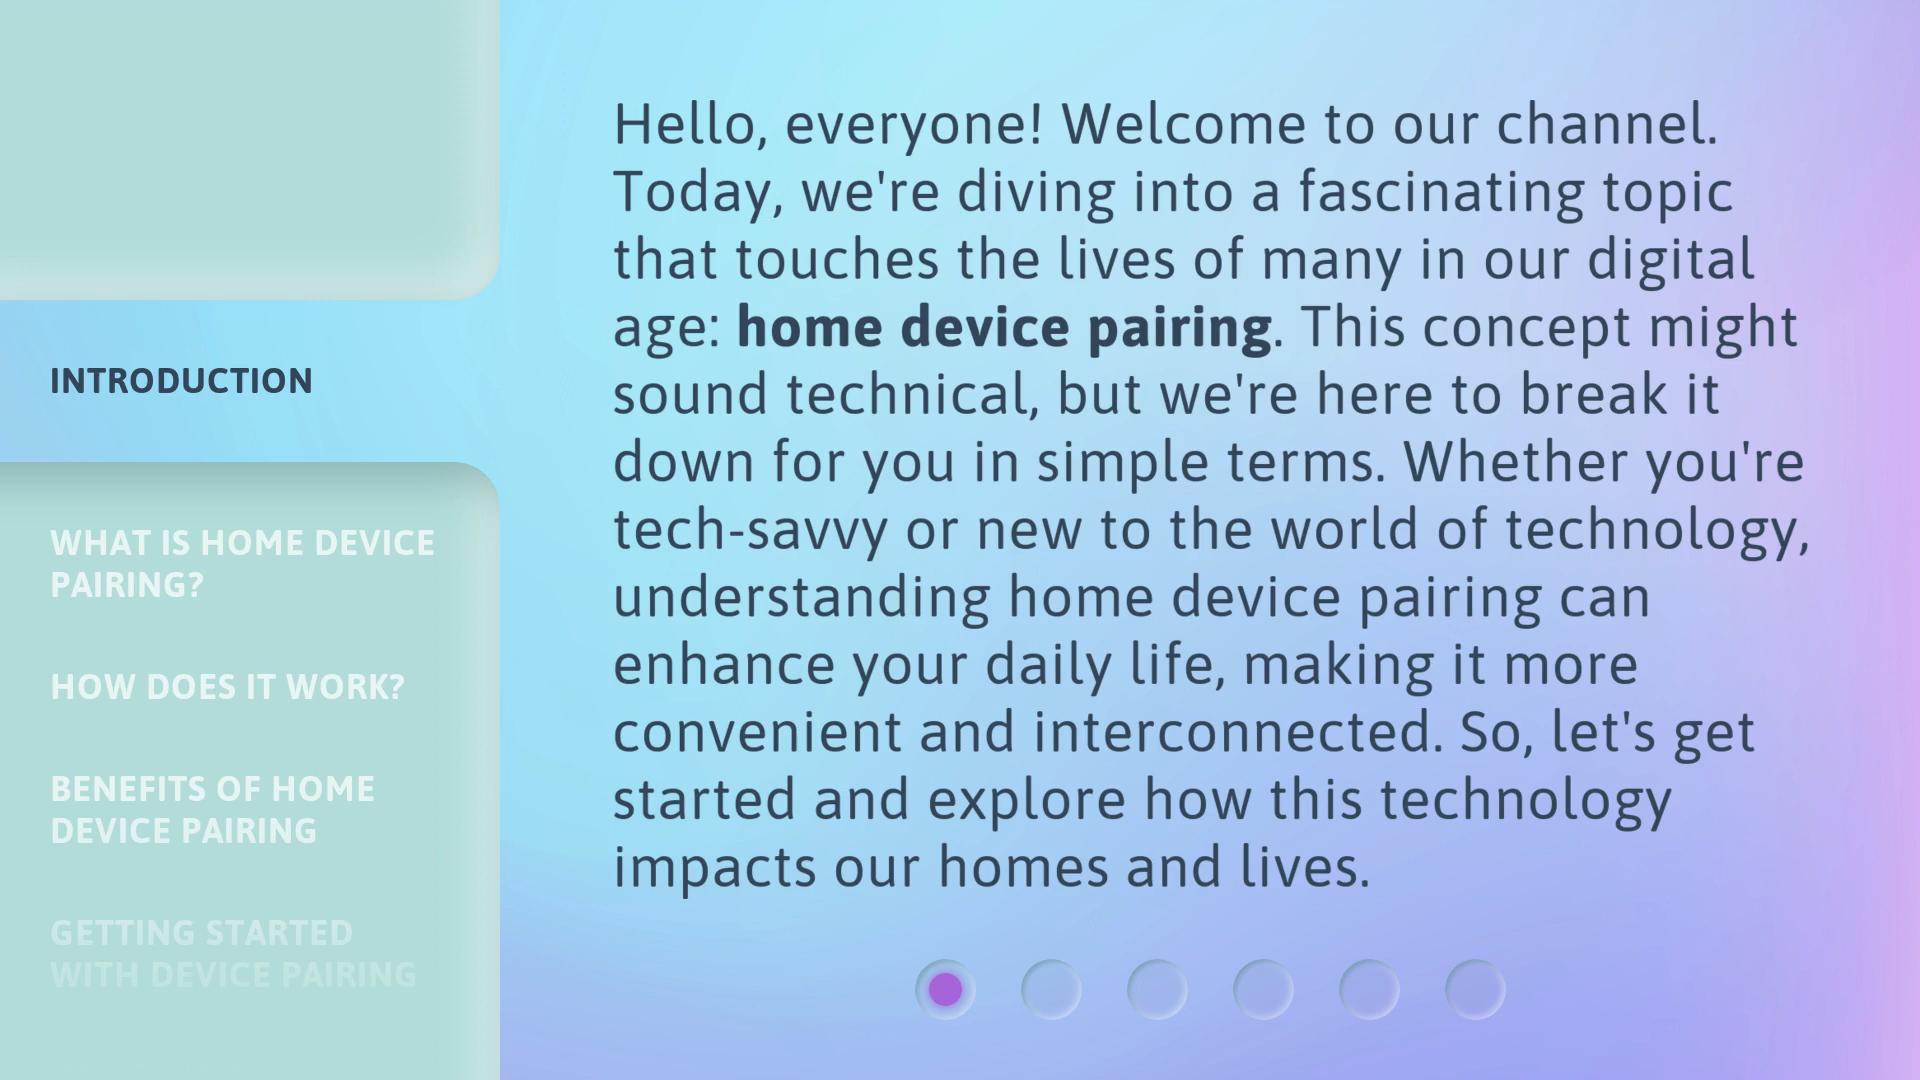 INTRODUCTION
WHAT IS HOME DEVICE
PAIRING?
HOW DOES IT WORK?
BENEFITS OF HOME
DEVICE PAIRING
GETTING STARTED
WITH DEVICE PAIRING
Hello, everyone! Welcome to our channel.
Today, we're diving into a fascinating topic
that touches the lives of many in our digital
age: home device pairing. This concept might
sound technical, but we're here to break it
down for you in simple terms. Whether you're
tech-savvy or new to the world of technology,
understanding home device pairing can
enhance your daily life, making it more
convenient and interconnected. So, let's get
started and explore how this technology
impacts our homes and lives.